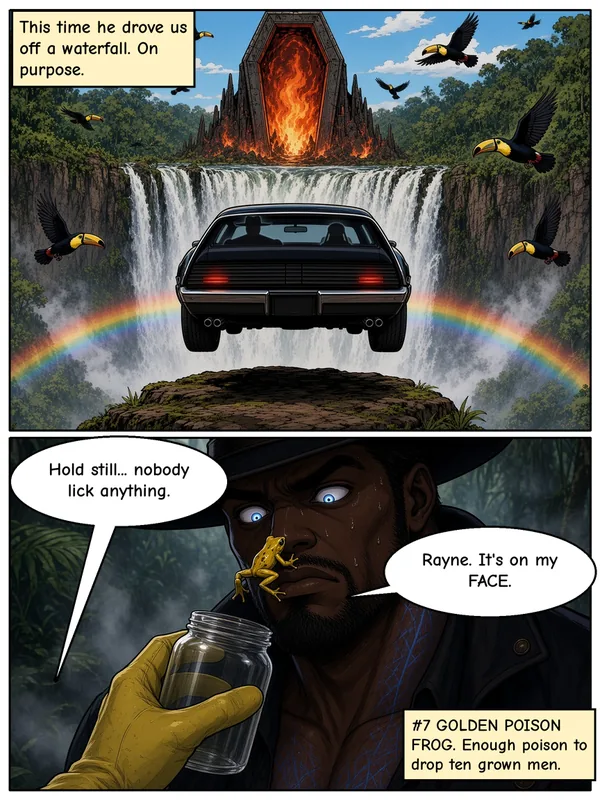 This time he drove us
off a waterfall. On
purpose.
Hold still... nobody
lick anything.
Rayne. It's on my
FACE.
#7 GOLDEN POISON
FROG. Enough poison to
drop ten grown men.